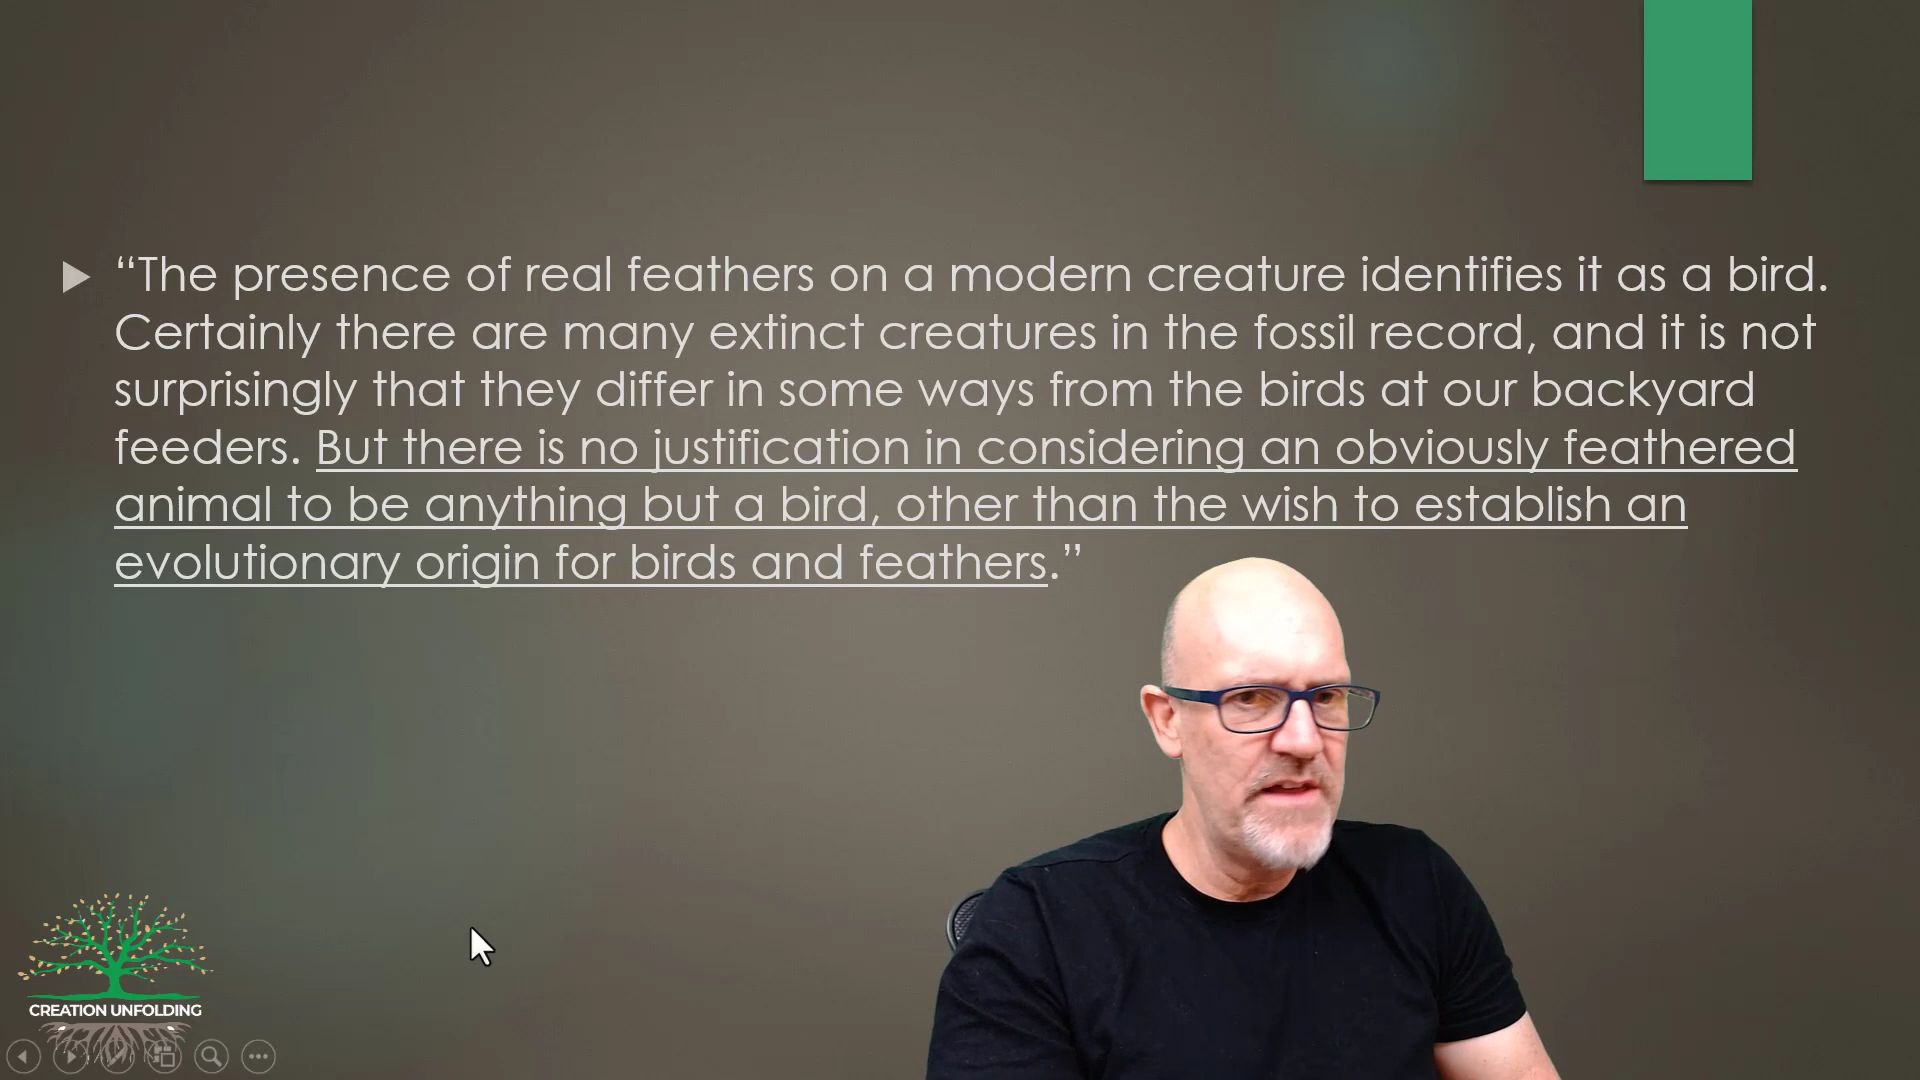 “The presence of real feathers on a modern creature identifies it as a bird.
Certainly there are many extinct creatures in the fossil record, and it is not
surprisingly that they differ in some ways from the birds at our backyard
feeders. But there is no justification in considering an obviously feathered
animal to be anything but a bird, other than the wish to establish an
evolutionary origin for birds and feathers.”
CREATION UNFOLDING